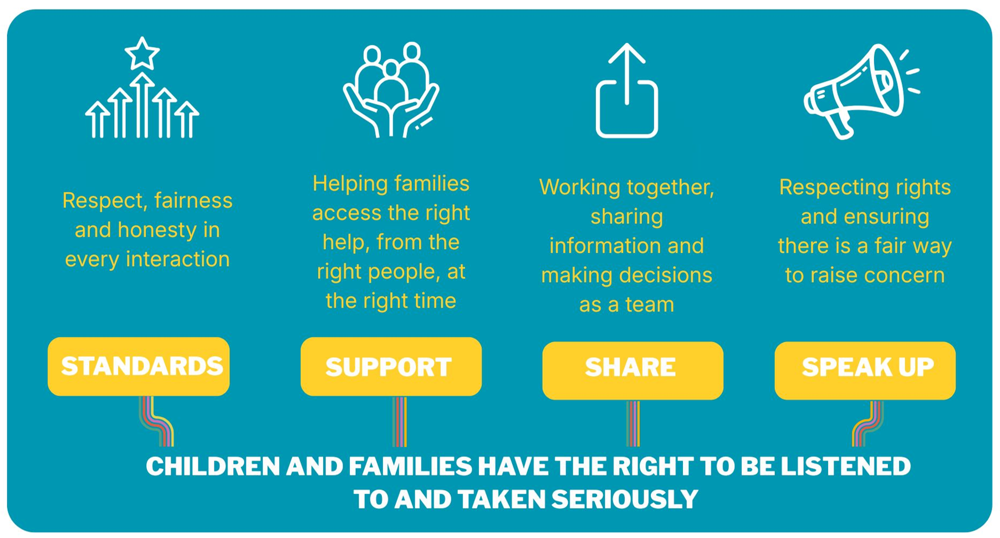 Respect, fairness
and honesty in
every interaction
STANDARDS
Helping families
access the right
help, from the
right people, at
the right time
SUPPORT
Working together,
sharing
information and
making decisions
as a team
SHARE
Respecting rights
and ensuring
there is a fair way
to raise concern
SPEAK UP
CHILDREN AND FAMILIES HAVE THE RIGHT TO BE LISTENED
TO AND TAKEN SERIOUSLY